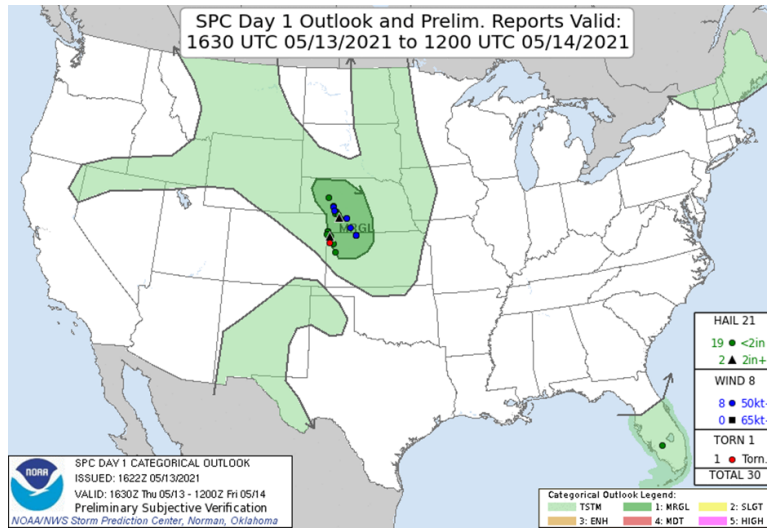 SPC Day 1 Outlook and Prelim. Reports Valid:
1630 UTC 05/13/2021 to 1200 UTC 05/14/2021
MRGL
HAIL 21
19 <2in
2 2in+
WIND 8
8 50kt+
0 65kt+
TORN 1
1 Torn.
TOTAL 30
NOAA
SPC DAY 1 CATEGORICAL OUTLOOK
ISSUED: 1622Z 05/13/2021
VALID: 1630Z Thu 05/13 - 1200Z Fri 05/14
Preliminary Subjective Verification
NOAA/NWS Storm Prediction Center, Norman, Oklahoma
Categorical Outlook Legend:
TSTM 1: MRGL 2: SLGT
3: ENH 4: MDT 5: HIGH